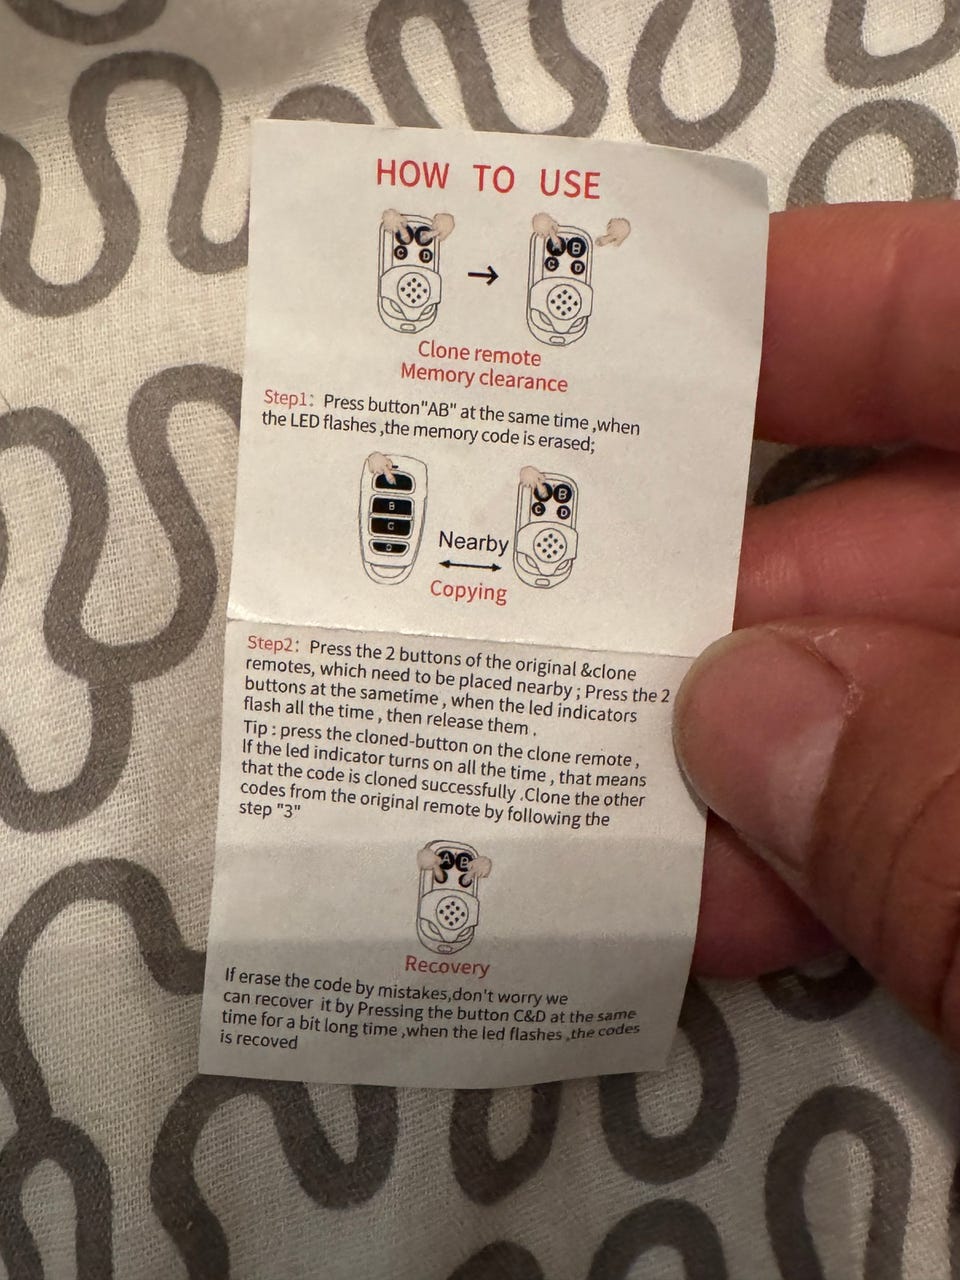 HOW TO USE
C D
A B
C D
Clone remote
Memory clearance
Step1: Press button"AB" at the same time ,when
the LED flashes ,the memory code is erased;
B
C
D
B
C D
Nearby
Copying
Step2: Press the 2 buttons of the original &clone
remotes, which need to be placed nearby ; Press the 2
buttons at the sametime , when the led indicators
flash all the time , then release them .
Tip : press the cloned-button on the clone remote ,
If the led indicator turns on all the time , that means
that the code is cloned successfully .Clone the other
codes from the original remote by following the
step "3"
A B
Recovery
If erase the code by mistakes,don't worry we
can recover it by Pressing the button C&D at the same
time for a bit long time ,when the led flashes ,the codes
is recoved